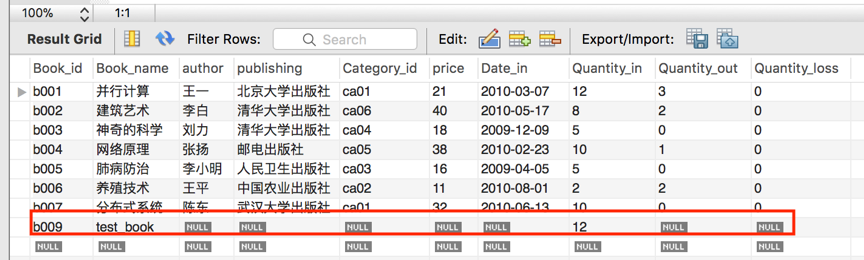 100% 1:1
Result Grid Filter Rows: Search Edit: Export/Import:
Book_id Book_name author publishing Category_id price Date_in Quantity_in Quantity_out Quantity_loss
b001 并行计算 王一 北京大学出版社 ca01 21 2010-03-07 12 3 0
b002 建筑艺术 李白 清华大学出版社 ca06 40 2010-05-17 8 2 0
b003 神奇的科学 刘力 清华大学出版社 ca04 18 2009-12-09 5 0 0
b004 网络原理 张扬 邮电出版社 ca05 38 2010-02-23 10 1 0
b005 肺病防治 李小明 人民卫生出版社 ca03 16 2009-04-05 5 0 0
b006 养殖技术 王平 中国农业出版社 ca02 11 2010-08-01 2 2 0
b007 分布式系统 陈东 武汉大学出版社 ca01 32 2010-06-13 10 0 0
b009 test_book NULL NULL NULL NULL NULL 12 NULL NULL
NULL NULL NULL NULL NULL NULL NULL NULL NULL NULL